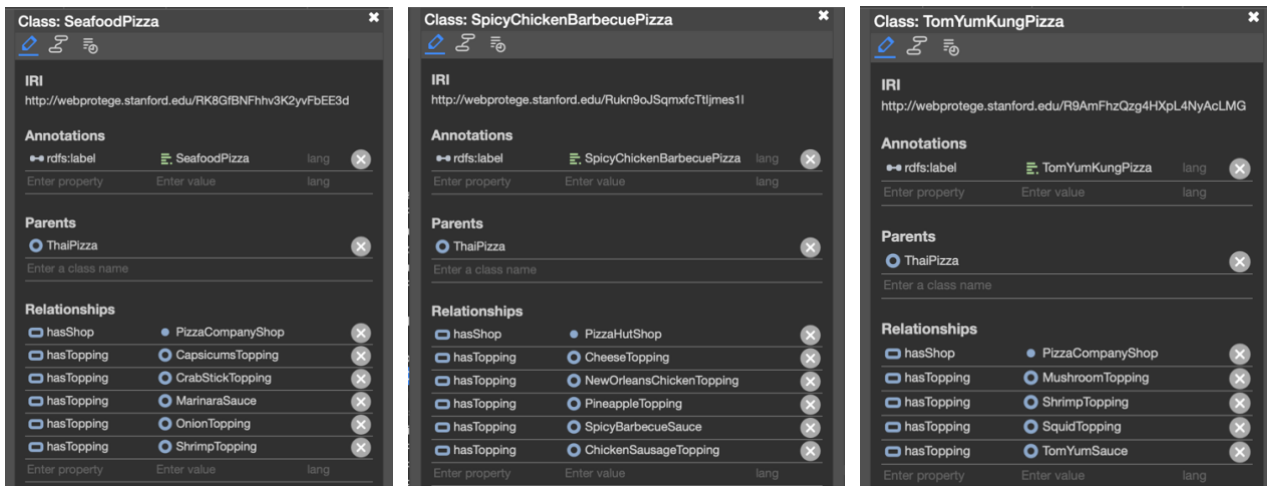 Class: SeafoodPizza
IRI
http://webprotege.stanford.edu/RK8GfBNFhhv3K2yvFbEE3d
Annotations
rdfs:label SeafoodPizza lang
Enter property Enter value lang
Parents
ThaiPizza
Enter a class name
Relationships
hasShop PizzaCompanyShop
hasTopping CapsicumsTopping
hasTopping CrabStickTopping
hasTopping MarinaraSauce
hasTopping OnionTopping
hasTopping ShrimpTopping
Enter property Enter value lang
Class: SpicyChickenBarbecuePizza
IRI
http://webprotege.stanford.edu/Rukn9oJSqmxfcTtljmes1l
Annotations
rdfs:label SpicyChickenBarbecuePizza lang
Enter property Enter value lang
Parents
ThaiPizza
Enter a class name
Relationships
hasShop PizzaHutShop
hasTopping CheeseTopping
hasTopping NewOrleansChickenTopping
hasTopping PineappleTopping
hasTopping SpicyBarbecueSauce
hasTopping ChickenSausageTopping
Enter property Enter value lang
Class: TomYumKungPizza
IRI
http://webprotege.stanford.edu/R9AmFhzQzg4HXpL4NyAcLMG
Annotations
rdfs:label TomYumKungPizza lang
Enter property Enter value lang
Parents
ThaiPizza
Enter a class name
Relationships
hasShop PizzaCompanyShop
hasTopping MushroomTopping
hasTopping ShrimpTopping
hasTopping SquidTopping
hasTopping TomYumSauce
Enter property Enter value lang